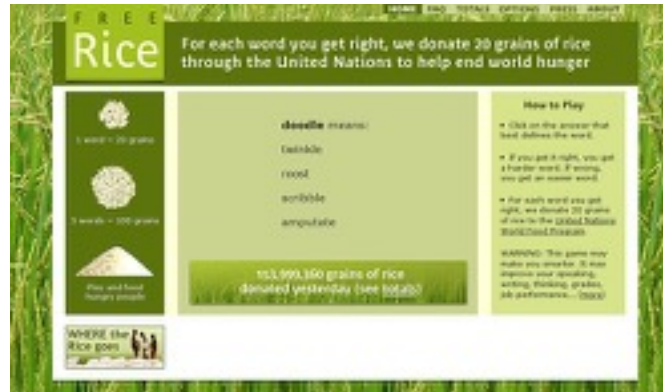 HOME FAQ TOTALS OPTIONS PRESS ABOUT
FREE
Rice
For each word you get right, we donate 20 grains of rice
through the United Nations to help end world hunger
1 word = 20 grains
5 words = 100 grains
Play and feed
hungry people
WHERE the
Rice goes
doodle means:
twinkle
roost
scribble
amputate
grains of rice
donated yesterday (see totals)
How to Play
• Click on the answer that
best defines the word.
• If you get it right, you get
a harder word. If wrong,
you get an easier word.
• For each word you get
right, we donate 20 grains
of rice to the United Nations
World Food Program.
WARNING: This game may
make you smarter. It may
improve your speaking,
writing, thinking, grades,
job performance... (more)